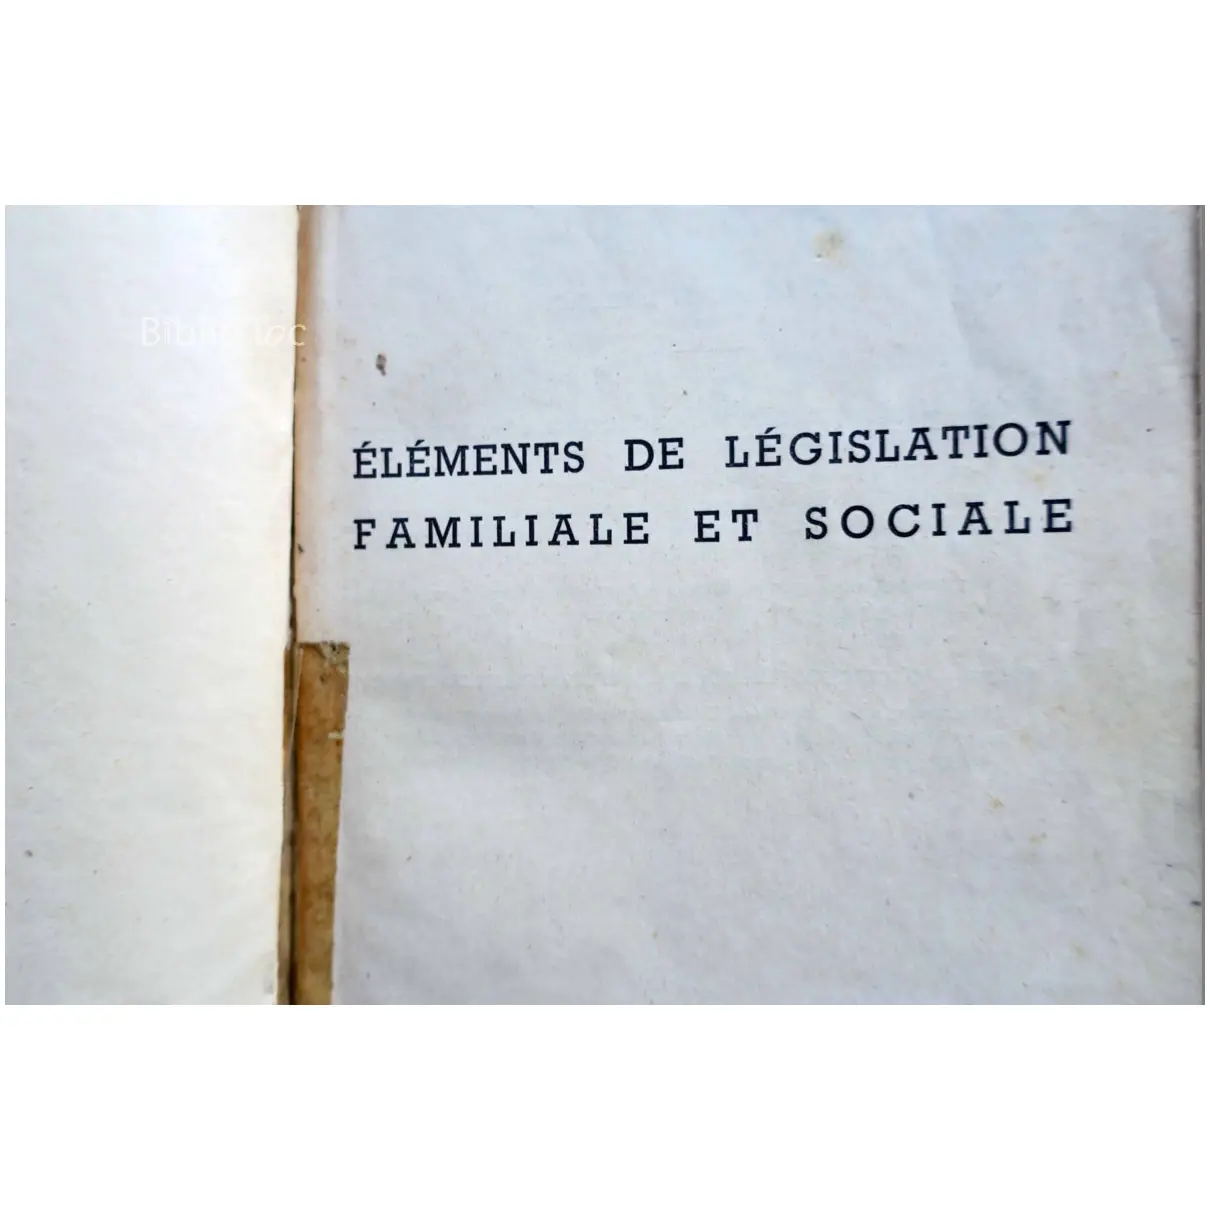 ÉLÉMENTS DE LÉGISLATION
FAMILIALE ET SOCIALE